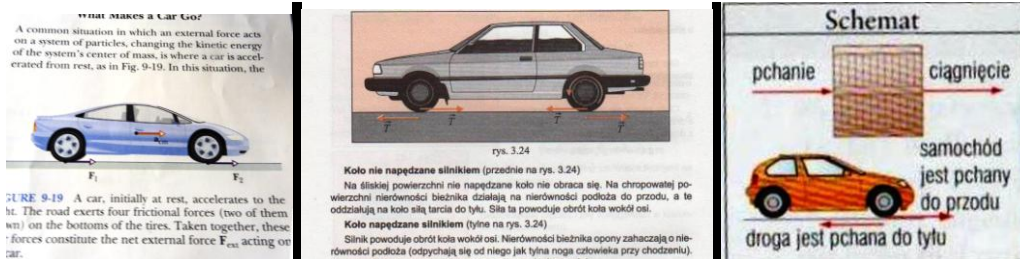 What Makes a Car Go?
A common situation in which an external force acts
on a system of particles, changing the kinetic energy
of the system's center of mass, is where a car is accel-
erated from rest, as in Fig. 9-19. In this situation, the
F₁
F₂
GURE 9-19 A car, initially at rest, accelerates to the
ht. The road exerts four frictional forces (two of them
wn) on the bottoms of the tires. Taken together, these
forces constitute the net external force F ext acting on
car.
T T T T
rys. 3.24
Koło nie napędzane silnikiem (przednie na rys. 3.24)
Na śliskiej powierzchni nie napędzane koło nie obraca się. Na chropowatej po-
wierzchni nierówności bieżnika działają na nierówności podłoża do przodu, a te
oddziałują na koło siłą tarcia do tyłu. Siła ta powoduje obrót koła wokół osi.
Koło napędzane silnikiem (tylne na rys. 3.24)
Silnik powoduje obrót koła wokół osi. Nierówności bieżnika opony zahaczają o nie-
równości podłoża (odpychają się od niego jak tylna noga człowieka przy chodzeniu).
Schemat
pchanie
ciągnięcie
samochód
jest pchany
do przodu
droga jest pchana do tyłu